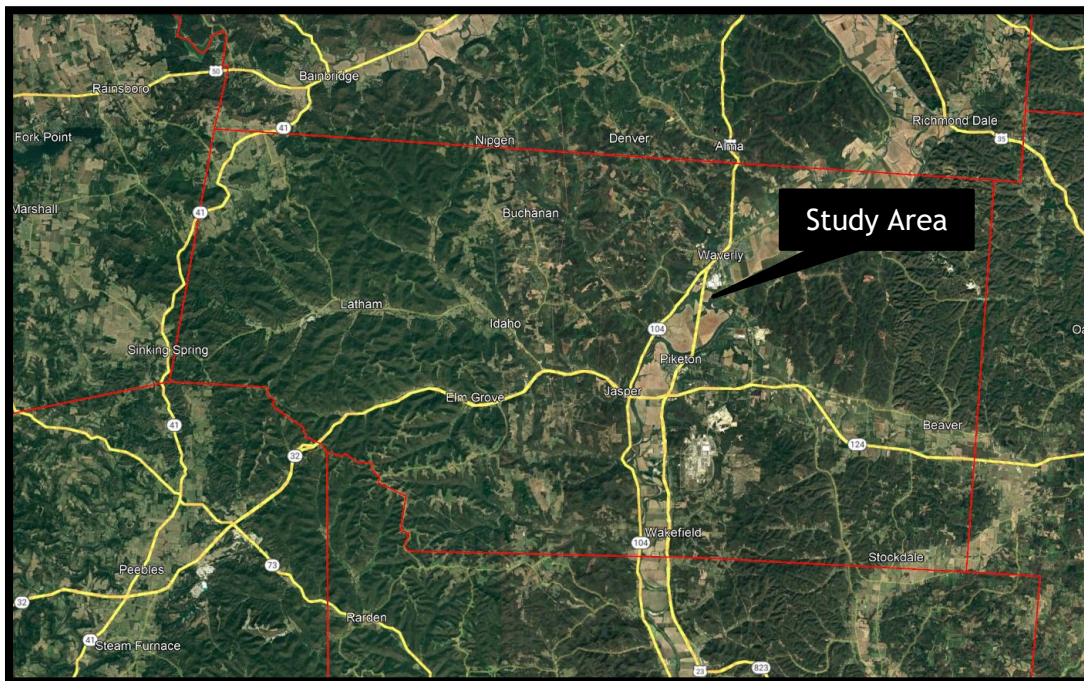 50
Bainbridge
Rainsboro
Richmond Dale
41
Fork Point
Nipgen
Denver
Alma
35
Marshall
41
Buchanan
Study Area
Waverly
Latham
Idaho
104
Sinking Spring
Piketon
Jasper
Elm Grove
41
Beaver
124
32
Wakefield
104
Stockdale
Peebles
73
32
Rarden
41
Steam Furnace
23
823